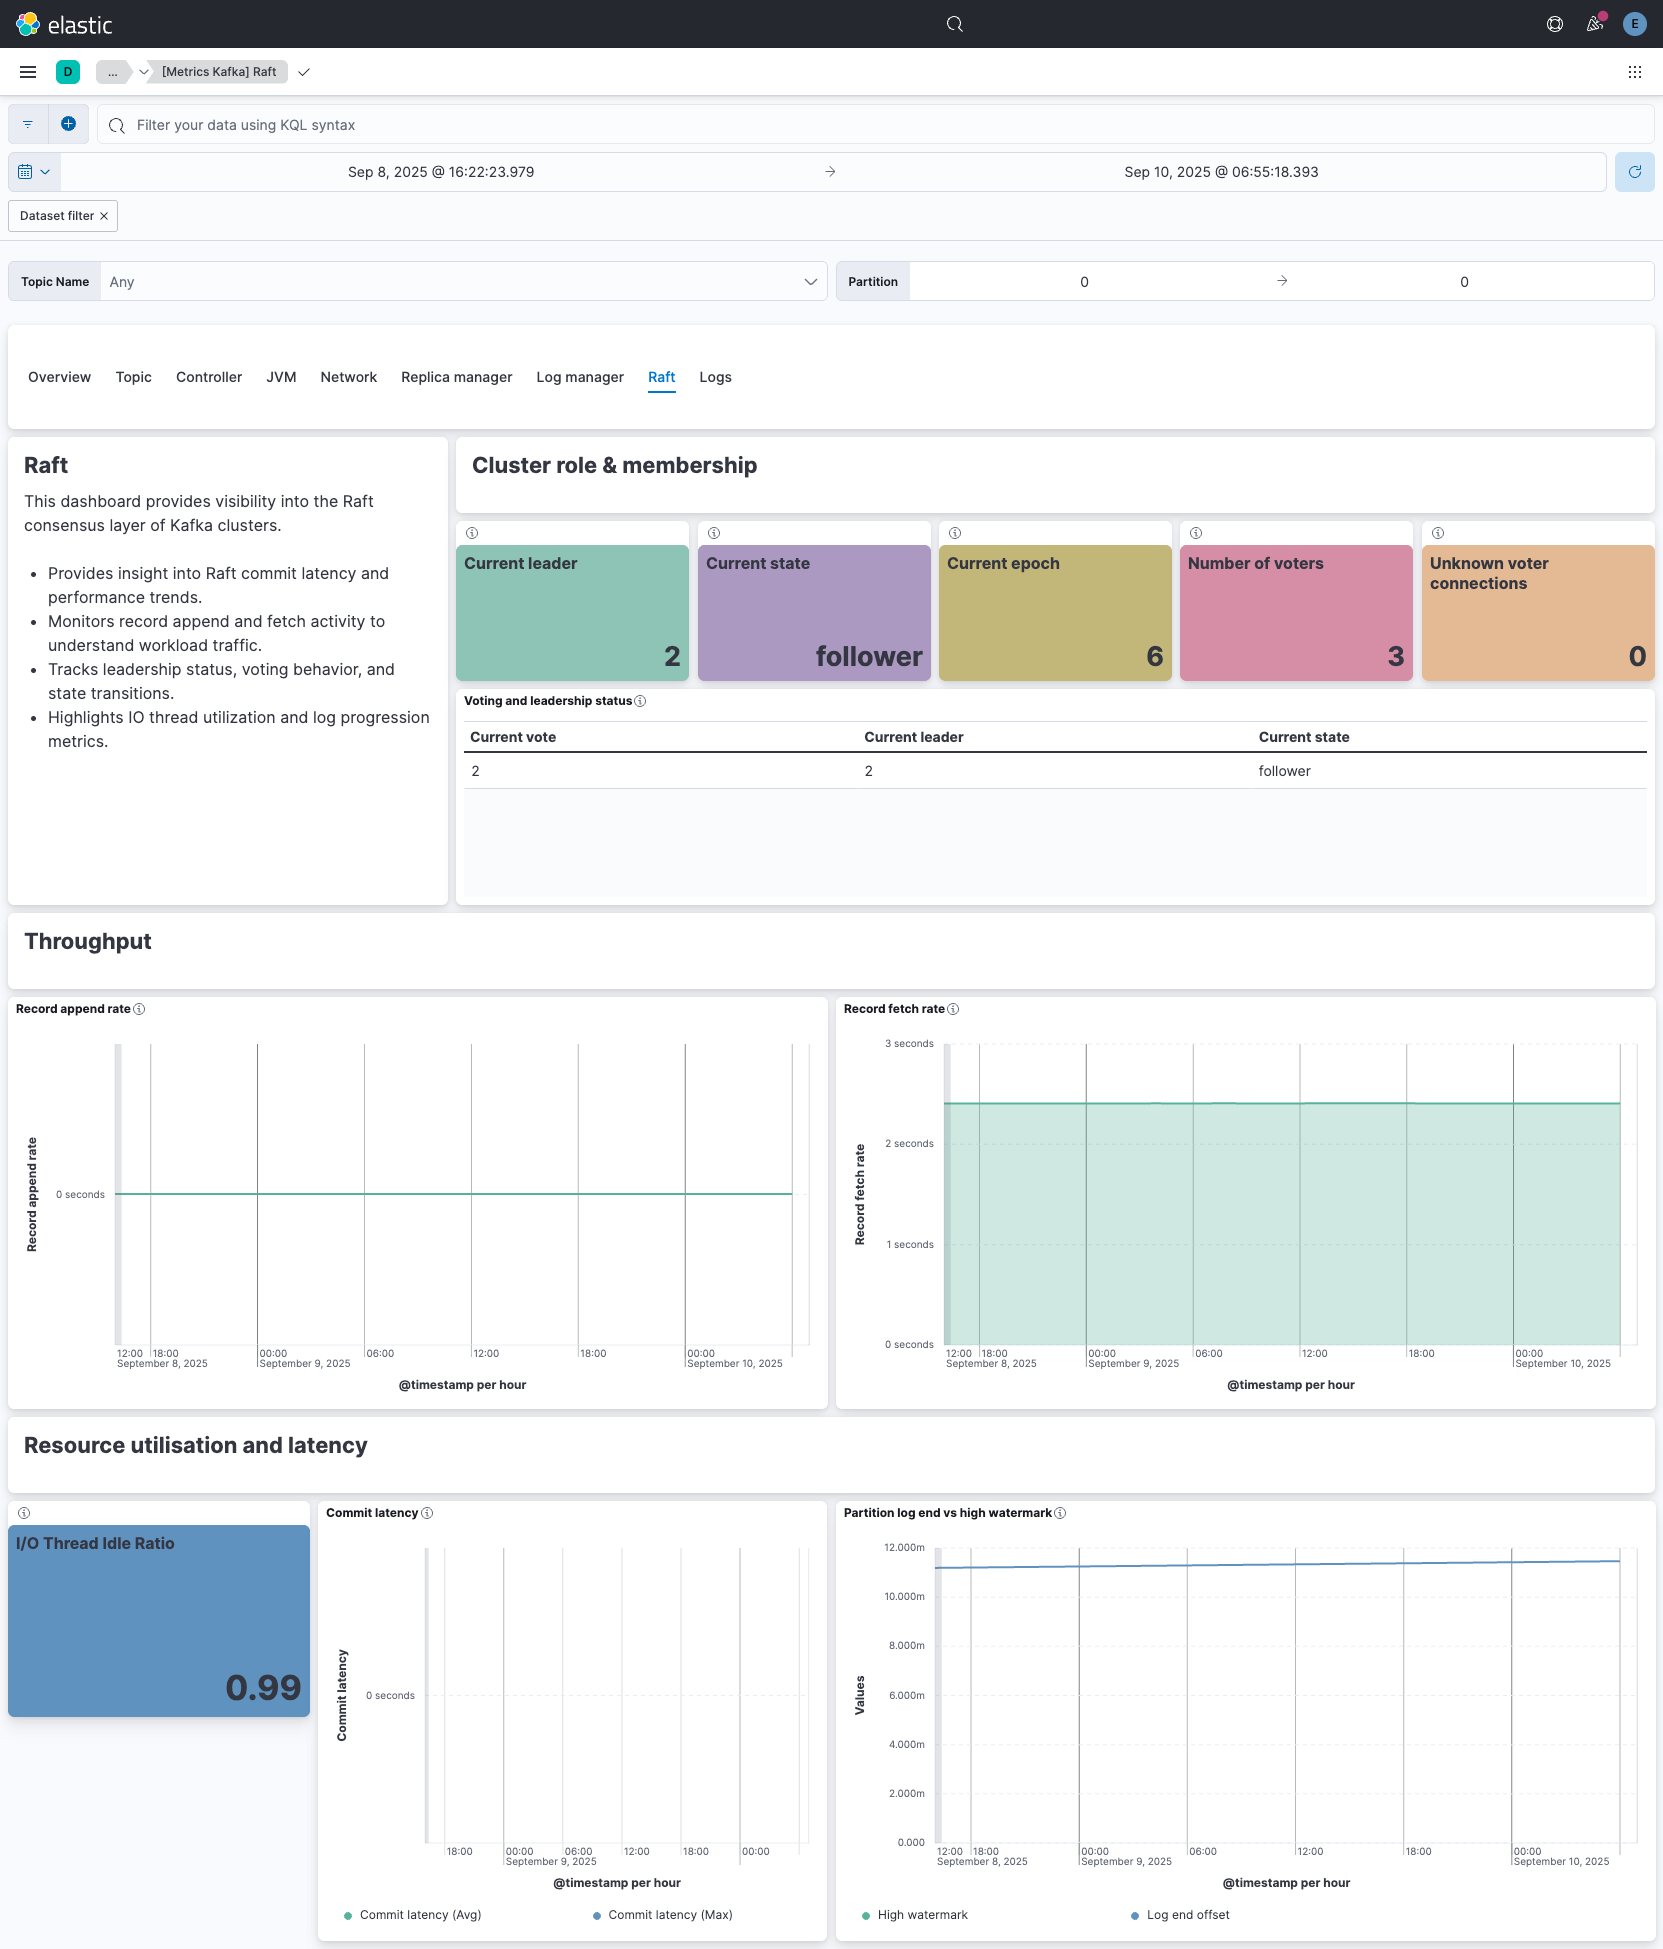 elastic
E
D
...
[Metrics Kafka] Raft
Filter your data using KQL syntax
Sep 8, 2025 @ 16:22:23.979 → Sep 10, 2025 @ 06:55:18.393
Dataset filter ×
Topic Name Any
Partition 0 → 0
Overview Topic Controller JVM Network Replica manager Log manager Raft Logs
Raft
This dashboard provides visibility into the Raft
consensus layer of Kafka clusters.
• Provides insight into Raft commit latency and
performance trends.
• Monitors record append and fetch activity to
understand workload traffic.
• Tracks leadership status, voting behavior, and
state transitions.
• Highlights IO thread utilization and log progression
metrics.
Cluster role & membership
Current leader
2
Current state
follower
Current epoch
6
Number of voters
3
Unknown voter
connections
0
Voting and leadership status
Current vote Current leader Current state
2 2 follower
Throughput
Record append rate
Record append rate
0 seconds
12:00 18:00 00:00 06:00 12:00 18:00 00:00
September 8, 2025 September 9, 2025 September 10, 2025
@timestamp per hour
Record fetch rate
Record fetch rate
3 seconds
2 seconds
1 seconds
0 seconds
12:00 18:00 00:00 06:00 12:00 18:00 00:00
September 8, 2025 September 9, 2025 September 10, 2025
@timestamp per hour
Resource utilisation and latency
I/O Thread Idle Ratio
0.99
Commit latency
Commit latency
0 seconds
18:00 00:00 06:00 12:00 18:00 00:00
September 9, 2025
@timestamp per hour
Commit latency (Avg) Commit latency (Max)
Partition log end vs high watermark
Values
12.000m
10.000m
8.000m
6.000m
4.000m
2.000m
0.000
12:00 18:00 00:00 06:00 12:00 18:00 00:00
September 8, 2025 September 9, 2025 September 10, 2025
@timestamp per hour
High watermark Log end offset